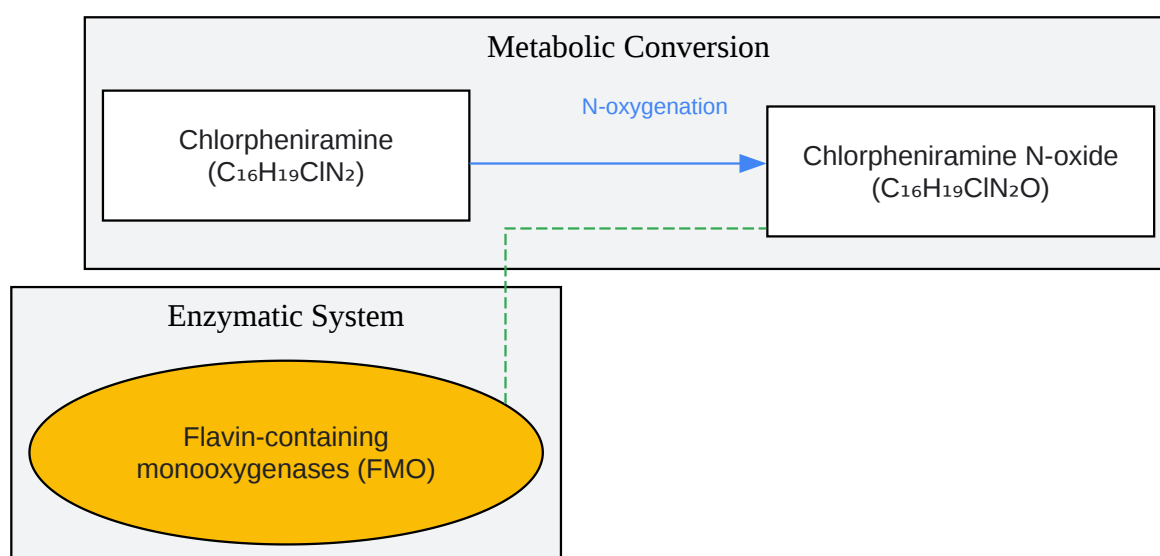 Metabolic Conversion
N-oxygenation
Chlorpheniramine
(C₁₆H₁₉ClN₂)
Chlorpheniramine N-oxide
(C₁₆H₁₉ClN₂O)
Enzymatic System
Flavin-containing
monooxygenases (FMO)